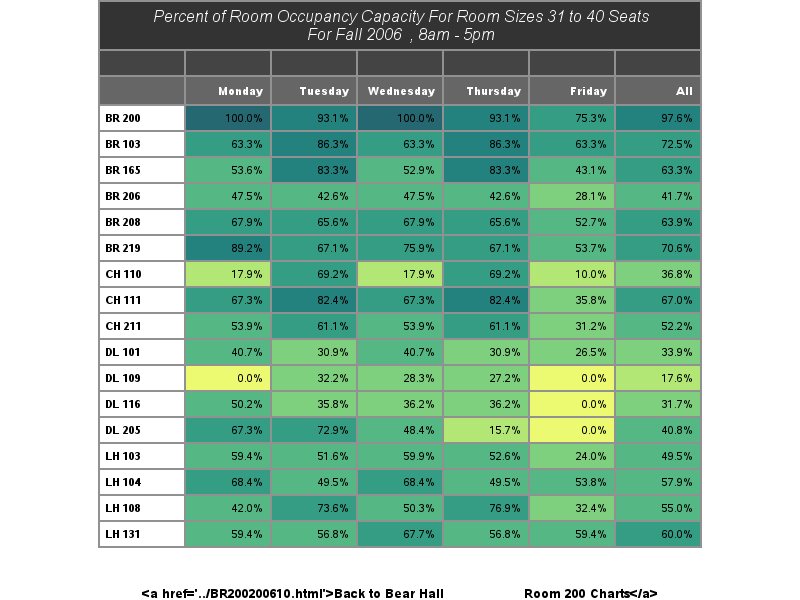 Percent of Room Occupancy Capacity For Room Sizes 31 to 40 Seats
For Fall 2006 , 8am - 5pm
Monday Tuesday Wednesday Thursday Friday All
BR 200 100.0% 93.1% 100.0% 93.1% 75.3% 97.6%
BR 103 63.3% 86.3% 63.3% 86.3% 63.3% 72.5%
BR 165 53.6% 83.3% 52.9% 83.3% 43.1% 63.3%
BR 206 47.5% 42.6% 47.5% 42.6% 28.1% 41.7%
BR 208 67.9% 65.6% 67.9% 65.6% 52.7% 63.9%
BR 219 89.2% 67.1% 75.9% 67.1% 53.7% 70.6%
CH 110 17.9% 69.2% 17.9% 69.2% 10.0% 36.8%
CH 111 67.3% 82.4% 67.3% 82.4% 35.8% 67.0%
CH 211 53.9% 61.1% 53.9% 61.1% 31.2% 52.2%
DL 101 40.7% 30.9% 40.7% 30.9% 26.5% 33.9%
DL 109 0.0% 32.2% 28.3% 27.2% 0.0% 17.6%
DL 116 50.2% 35.8% 36.2% 36.2% 0.0% 31.7%
DL 205 67.3% 72.9% 48.4% 15.7% 0.0% 40.8%
LH 103 59.4% 51.6% 59.9% 52.6% 24.0% 49.5%
LH 104 68.4% 49.5% 68.4% 49.5% 53.8% 57.9%
LH 108 42.0% 73.6% 50.3% 76.9% 32.4% 55.0%
LH 131 59.4% 56.8% 67.7% 56.8% 59.4% 60.0%
<a href='../BR200200610.html'>Back to Bear Hall Room 200 Charts</a>